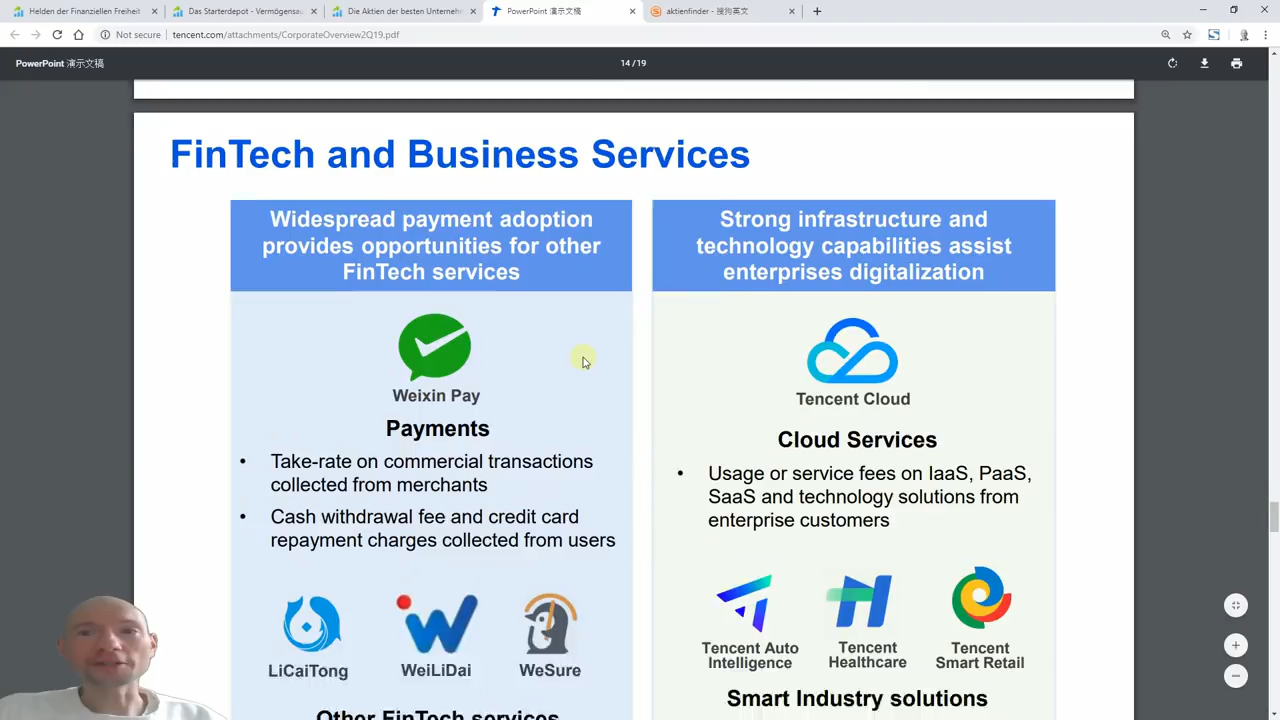 Helden der Finanziellen Freiheit
Das Starterdepot - Vermögensau
Die Aktien der besten Unternehm
PowerPoint 演示文稿
aktienfinder - 搜狗英文
Not secure | tencent.com/attachments/CorporateOverview2Q19.pdf
PowerPoint 演示文稿
14 / 19
FinTech and Business Services
Widespread payment adoption
provides opportunities for other
FinTech services
Weixin Pay
Payments
• Take-rate on commercial transactions
collected from merchants
• Cash withdrawal fee and credit card
repayment charges collected from users
LiCaiTong
WeiLiDai
WeSure
Other FinTech services
Strong infrastructure and
technology capabilities assist
enterprises digitalization
Tencent Cloud
Cloud Services
• Usage or service fees on IaaS, PaaS,
SaaS and technology solutions from
enterprise customers
Tencent Auto
Intelligence
Tencent
Healthcare
Tencent
Smart Retail
Smart Industry solutions